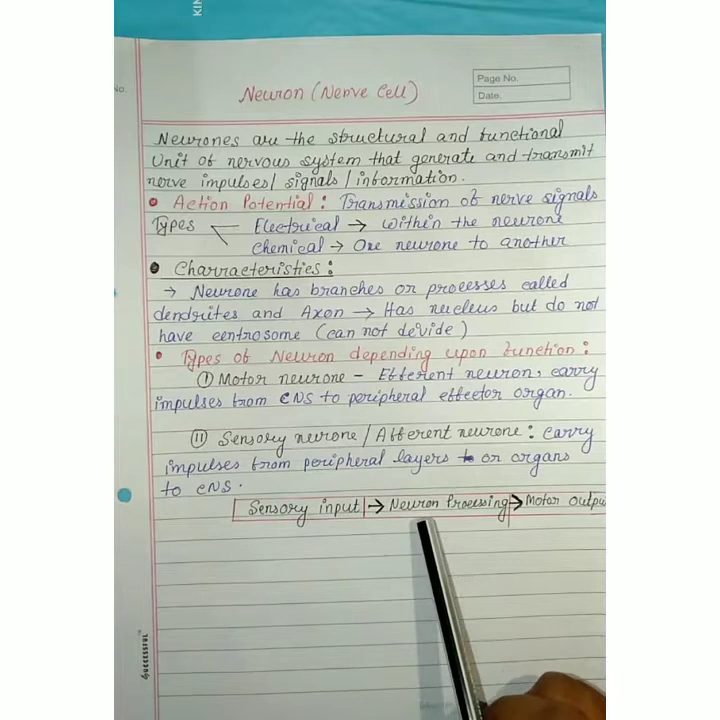 KIN
No.
Page No.
Date.
Neuron (Nerve Cell)
Neurones are the structural and functional
Unit of nervous system that generate and transmit
nerve impulses/ signals / information.
• Action Potential : Transmission of nerve signals
Types Electrical → within the neurone
chemical → One neurone to another
• Charracteristics :
→ Neurone has branches or processes called
dendrites and Axon → Has nucleus but do not
have centrosome (can not devide)
• Types of Neuron depending upon function :
(I) Motor neurone - Efferent neuron, carry
impulses from CNS to peripheral effector organ.
(II) Sensory neurone / Afferent neurone : carry
impulses from peripheral layers or organs
to CNS.
Sensory input → Neuron Processing → Motor outpu
SUCCESSFUL